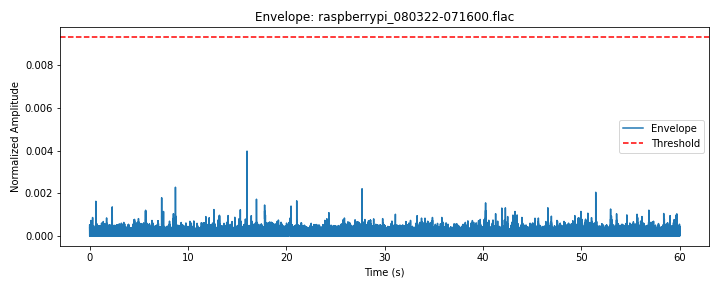 Envelope: raspberrypi_080322-071600.flac
Normalized Amplitude
0.008
0.006
0.004
0.002
0.000
Envelope
Threshold
0
10
20
30
40
50
60
Time (s)